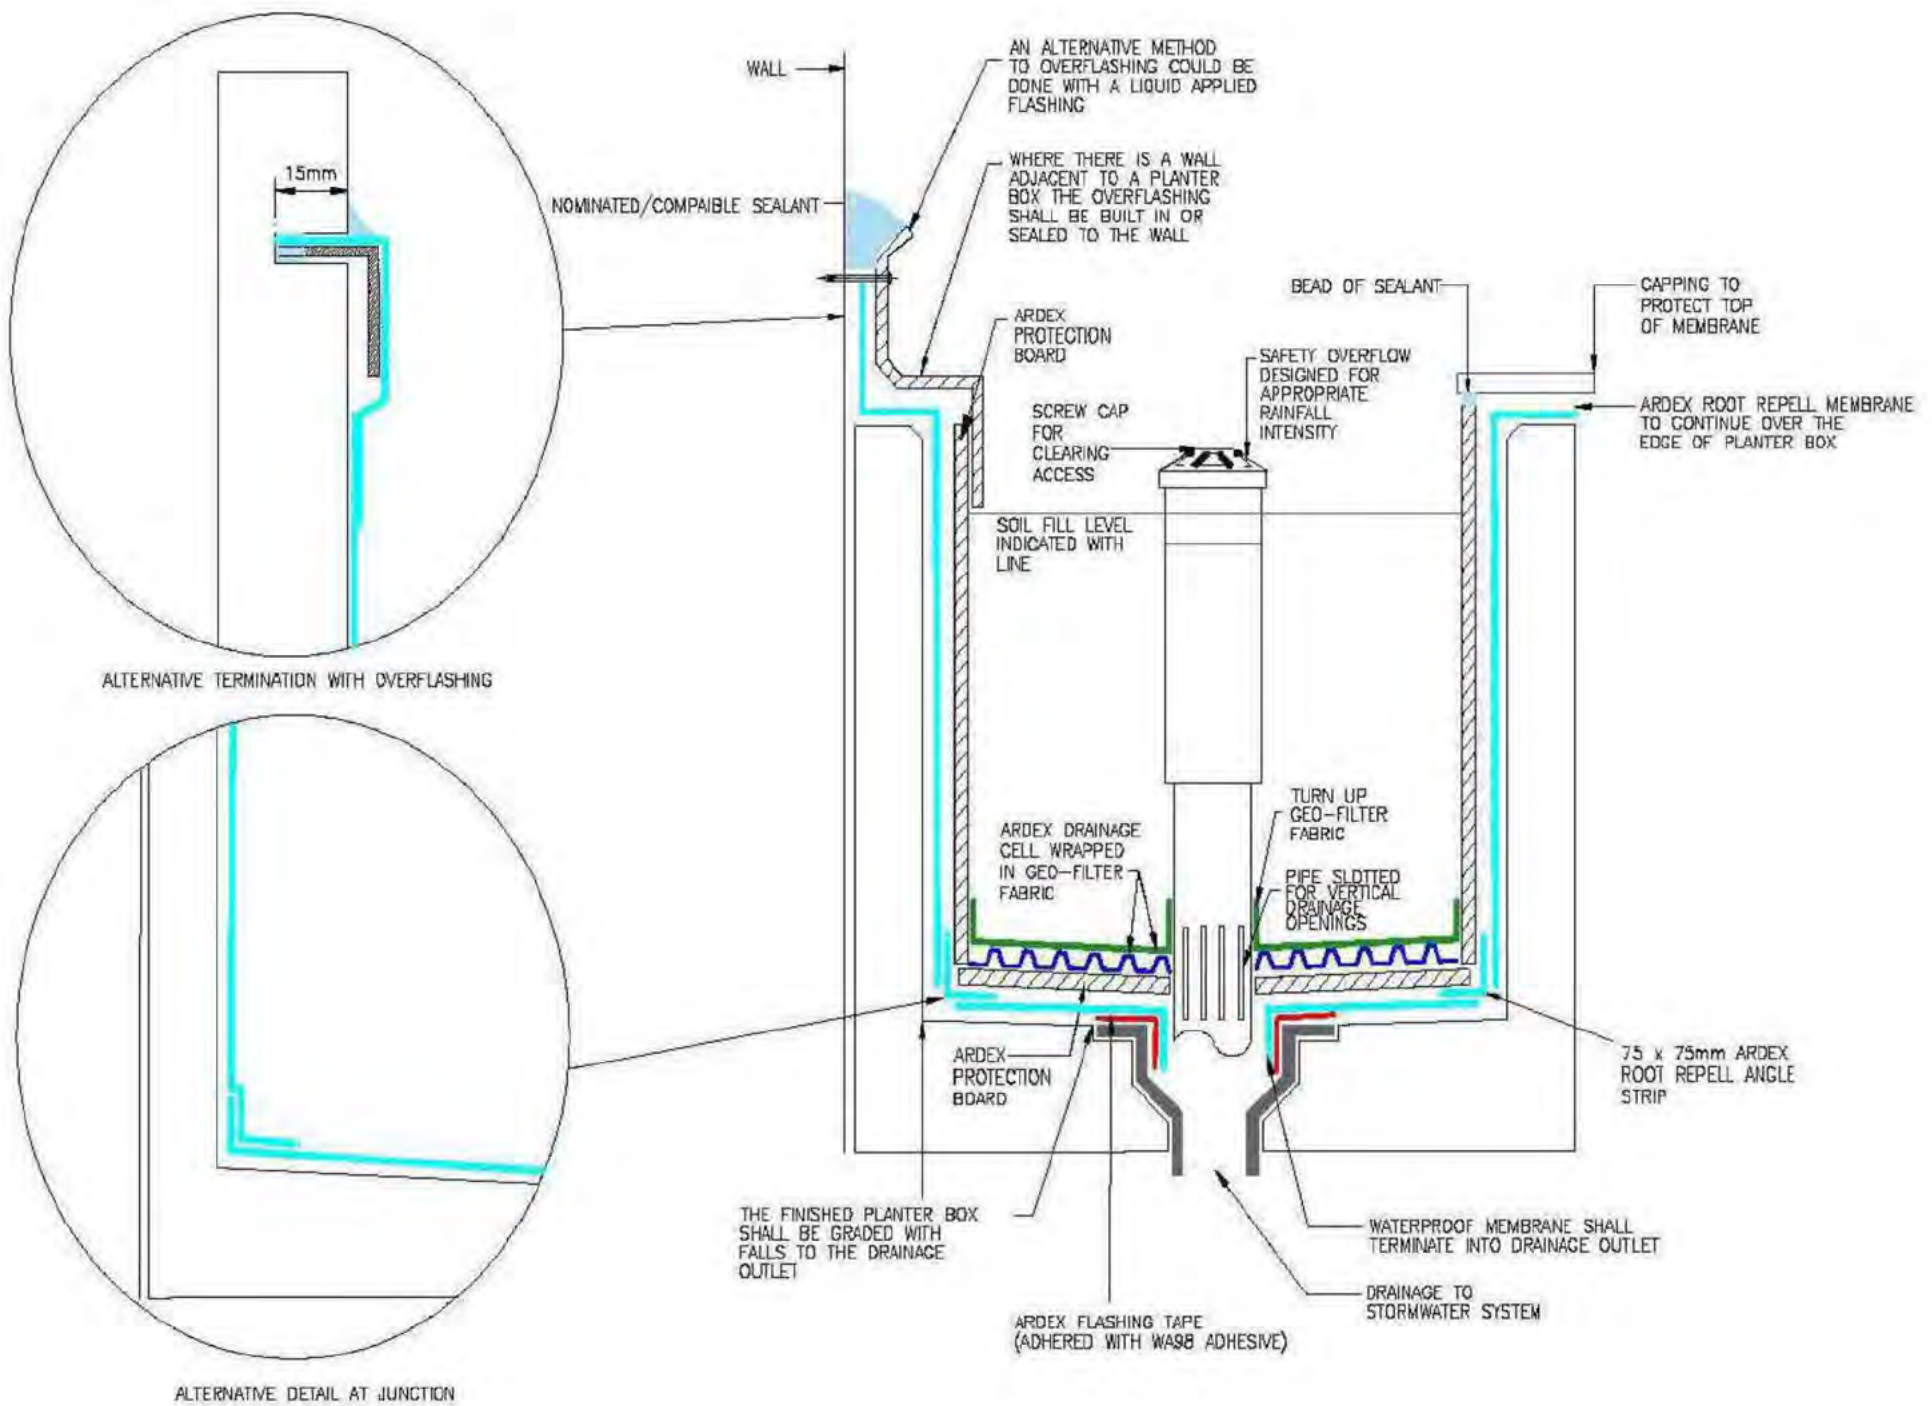 15mm
ALTERNATIVE TERMINATION WITH OVERFLASHING
ALTERNATIVE DETAIL AT JUNCTION
WALL
NOMINATED/COMPAIBLE SEALANT
AN ALTERNATIVE METHOD
TO OVERFLASHING COULD BE
DONE WITH A LIQUID APPLIED
FLASHING
WHERE THERE IS A WALL
ADJACENT TO A PLANTER
BOX THE OVERFLASHING
SHALL BE BUILT IN OR
SEALED TO THE WALL
ARDEX
PROTECTION
BOARD
BEAD OF SEALANT
CAPPING TO
PROTECT TOP
OF MEMBRANE
SCREW CAP
FOR
CLEARING
ACCESS
SAFETY OVERFLOW
DESIGNED FOR
APPROPRIATE
RAINFALL
INTENSITY
ARDEX ROOT REPELL MEMBRANE
TO CONTINUE OVER THE
EDGE OF PLANTER BOX
SOIL FILL LEVEL
INDICATED WITH
LINE
ARDEX DRAINAGE
CELL WRAPPED
IN GEO-FILTER
FABRIC
TURN UP
GEO-FILTER
FABRIC
PIPE SLOTTED
FOR VERTICAL
DRAINAGE
OPENINGS
ARDEX
PROTECTION
BOARD
75 x 75mm ARDEX
ROOT REPELL ANGLE
STRIP
THE FINISHED PLANTER BOX
SHALL BE GRADED WITH
FALLS TO THE DRAINAGE
OUTLET
WATERPROOF MEMBRANE SHALL
TERMINATE INTO DRAINAGE OUTLET
DRAINAGE TO
STORMWATER SYSTEM
ARDEX FLASHING TAPE
(ADHERED WITH WA98 ADHESIVE)